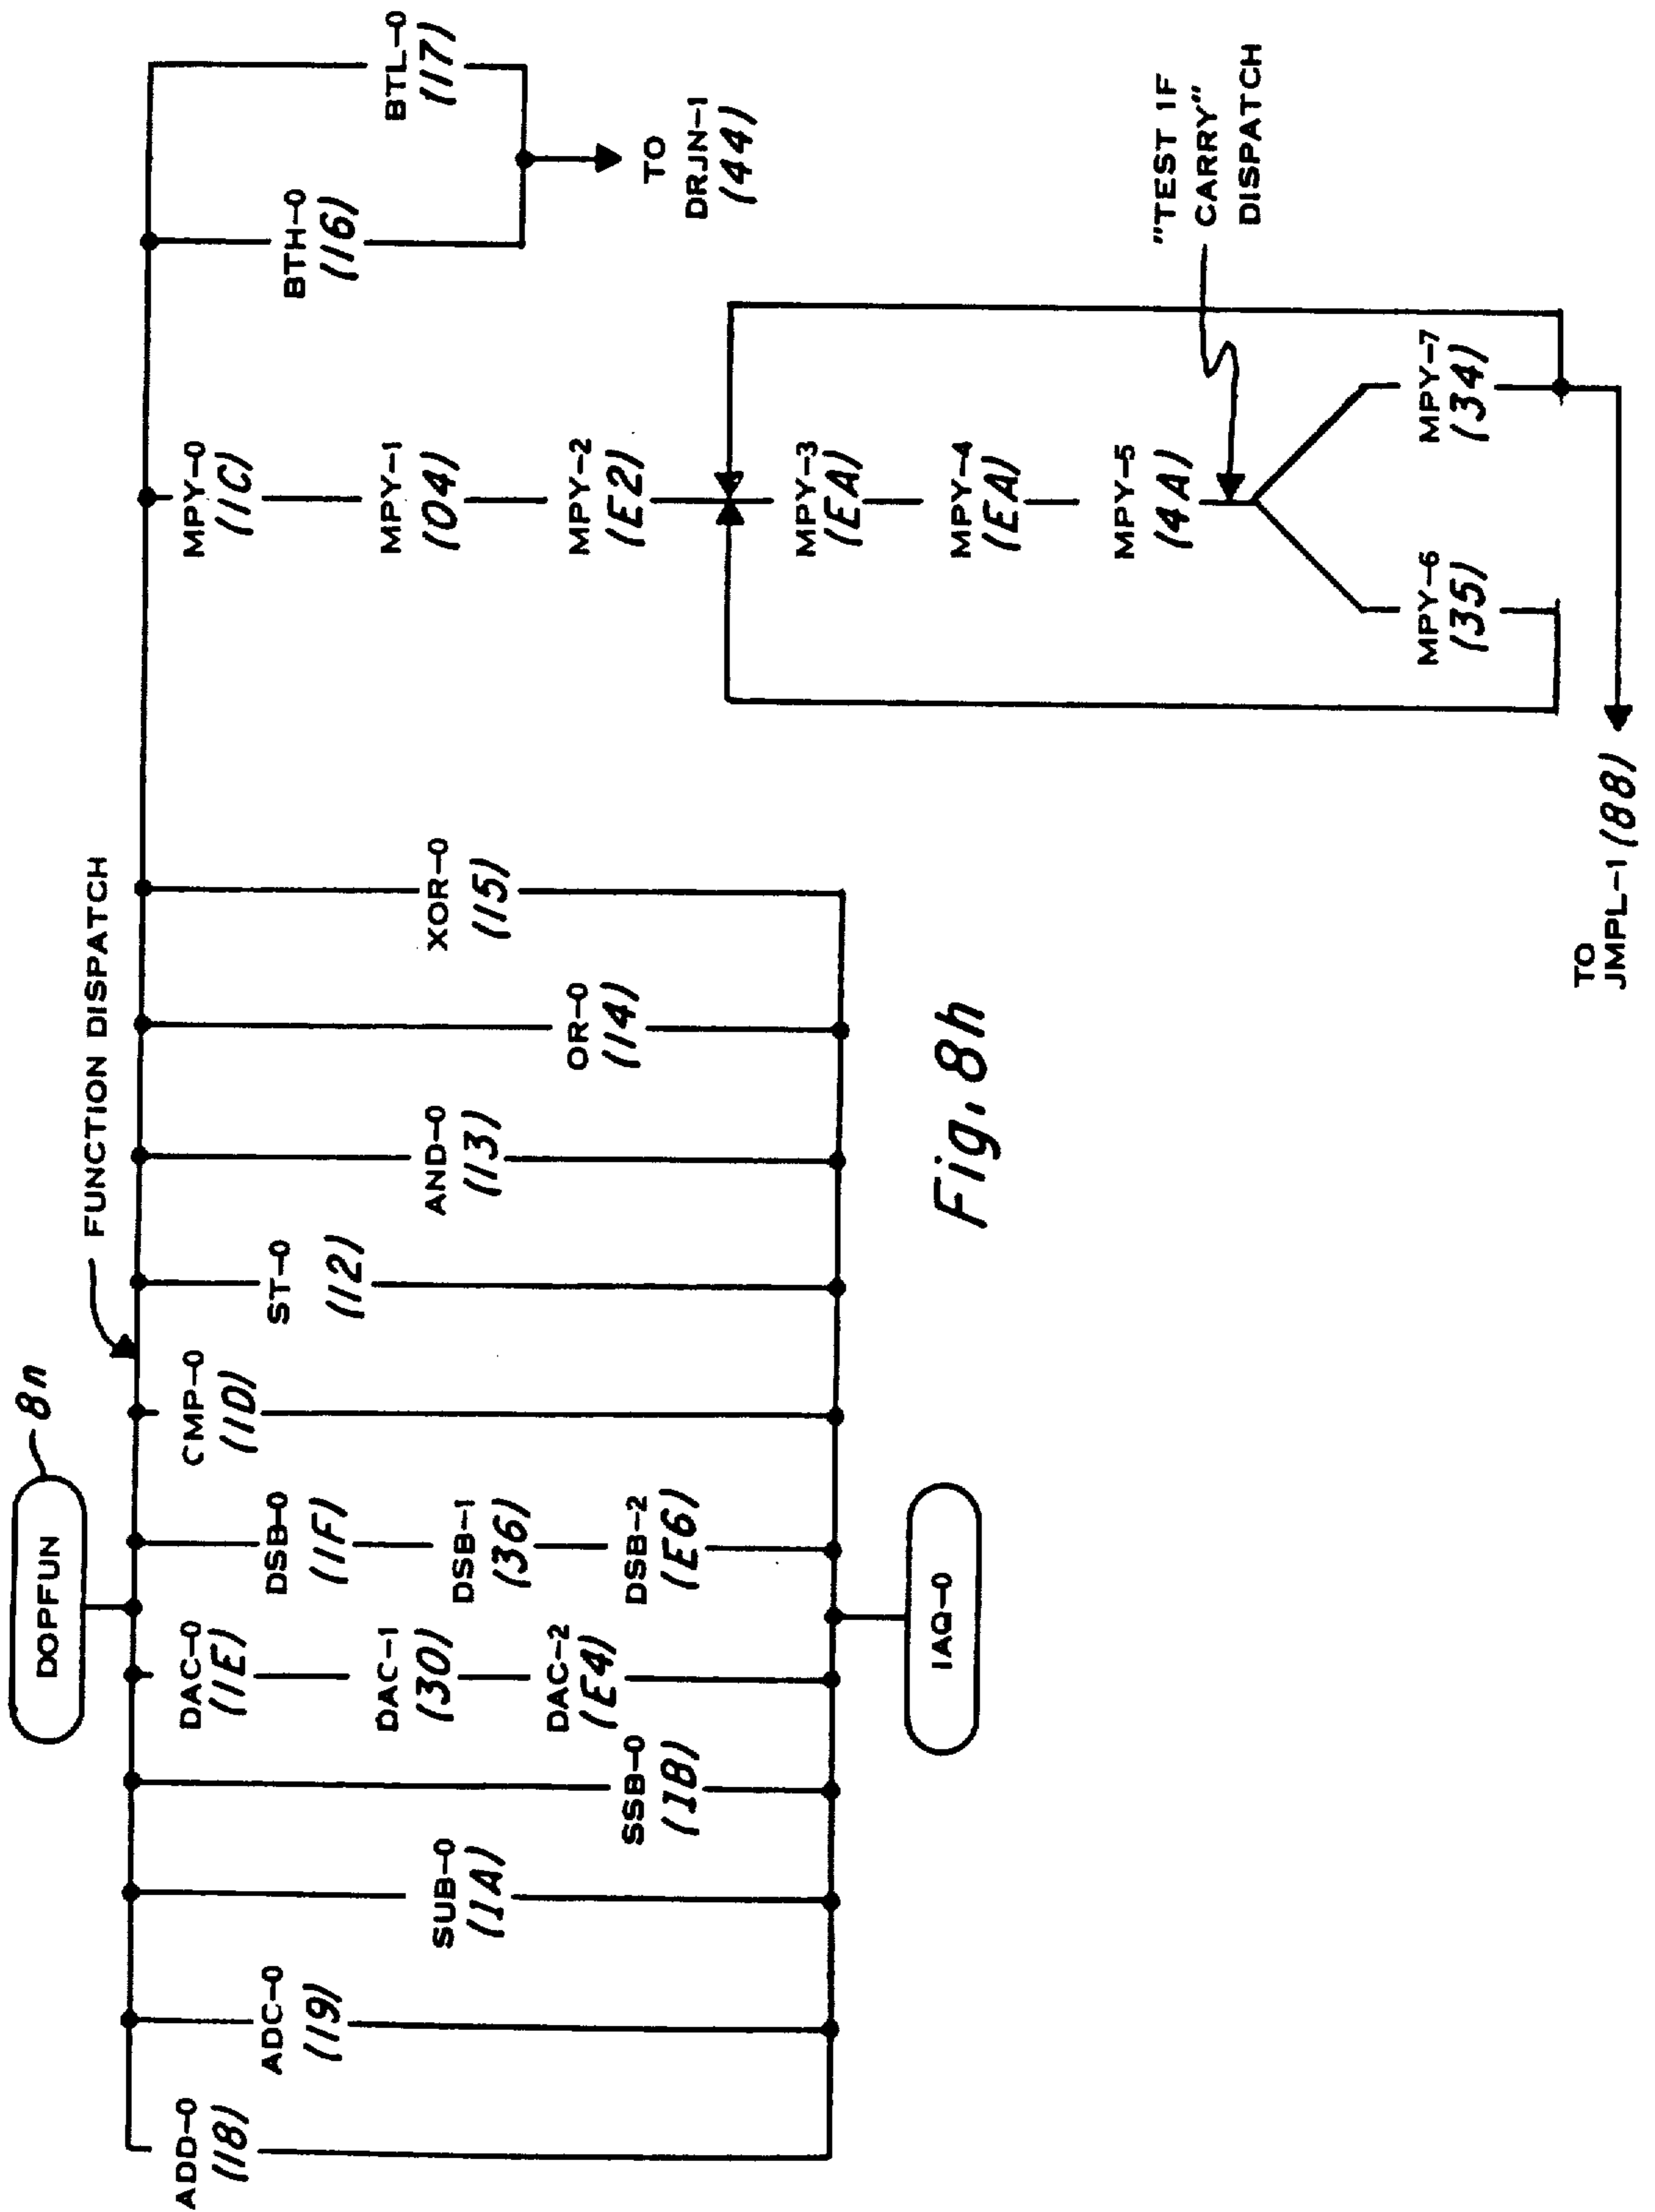 DOPFUN
8n
FUNCTION DISPATCH
ADD-0
(18)
ADC-0
(19)
SUB-0
(1A)
SSB-0
(1B)
DAC-0
(1E)
DAC-1
(30)
DAC-2
(E4)
DSB-0
(1F)
DSB-1
(36)
DSB-2
(E6)
CMP-0
(1D)
ST-0
(12)
AND-0
(13)
OR-0
(14)
XOR-0
(15)
IAQ-0
MPY-0
(1C)
MPY-1
(04)
MPY-2
(E2)
MPY-3
(EA)
MPY-4
(EA)
MPY-5
(4A)
"TEST IF
CARRY"
DISPATCH
MPY-6
(35)
MPY-7
(34)
TO
JMPL-1 (88)
BTH-0
(16)
BTL-0
(17)
TO
DRJN-1
(44)
Fig. 8h